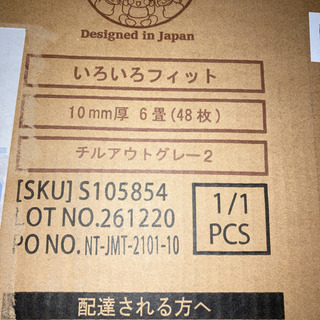 Designed in Japan
いろいろフィット
10mm厚 6畳(48枚)
チルアウトグレー2
[SKU] S105854
LOT NO.261220
PO NO. NT-JMT-2101-10
1/1
PCS
配達される方へ